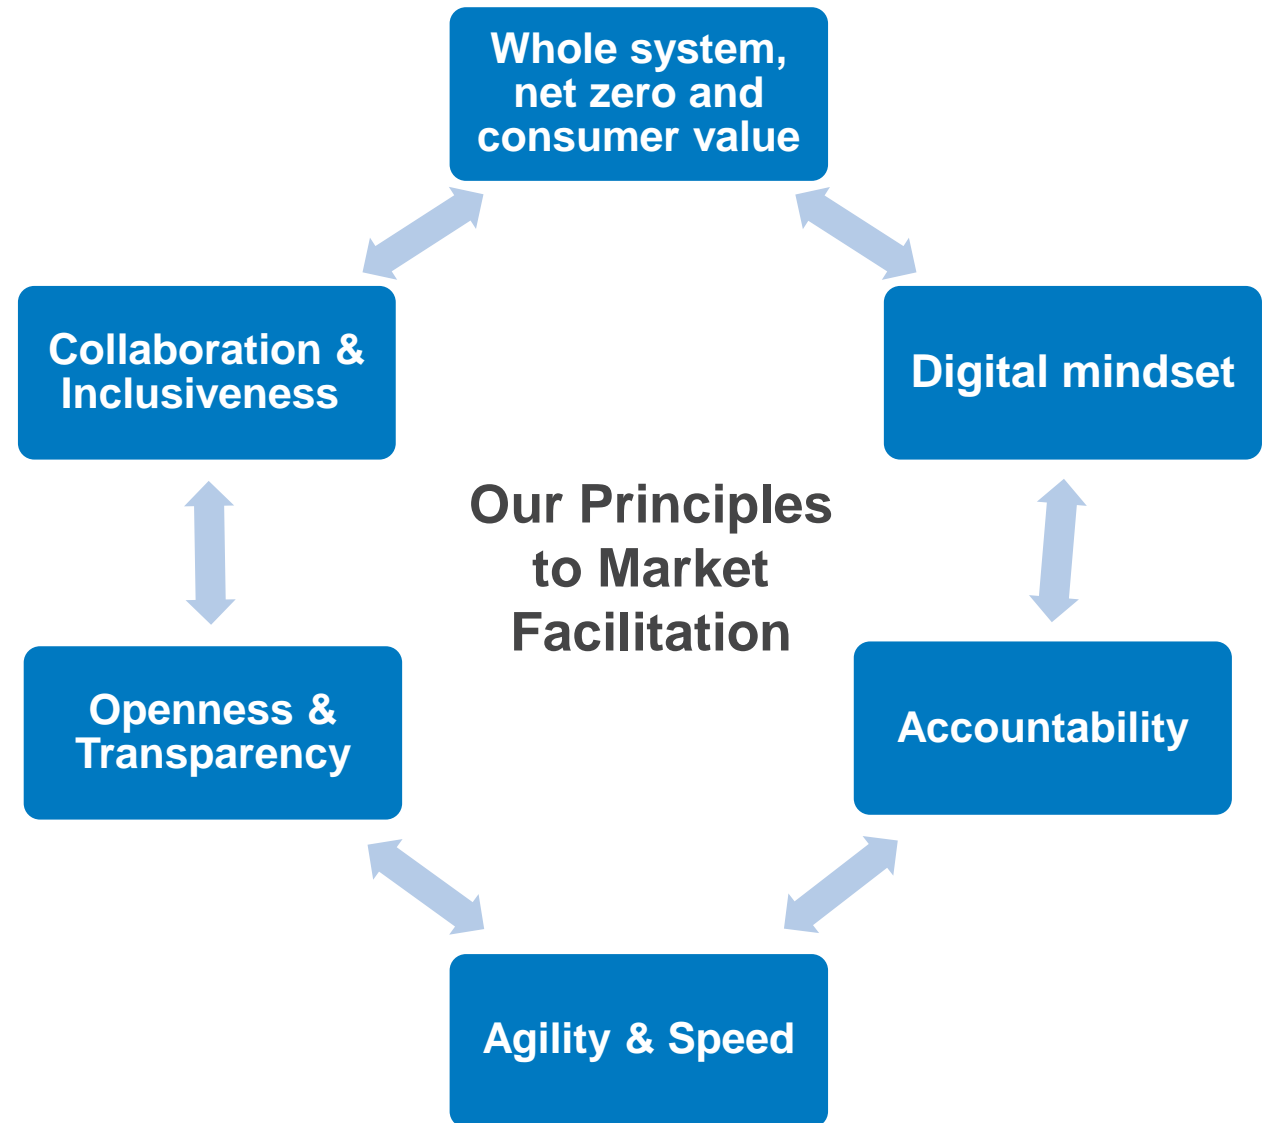 Whole system,
net zero and
consumer value
Collaboration &
Inclusiveness
Digital mindset
Our Principles
to Market
Facilitation
Openness &
Transparency
Accountability
Agility & Speed